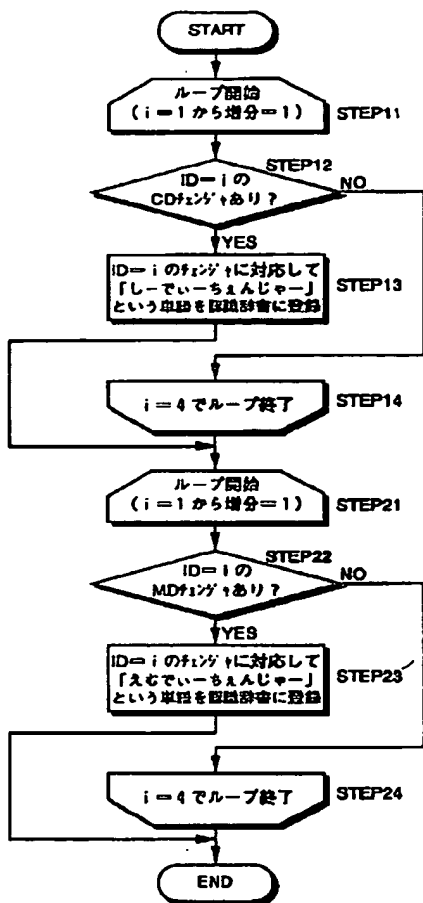 START
ループ開始
(i=1から増分=1)
STEP11
STEP12
ID=iの
CDﾁｪﾝｼﾞｬあり?
NO
YES
ID=iのﾁｪﾝｼﾞｬに対応して
「しーでぃーちぇんじゃー」
という単語を認識辞書に登録
STEP13
i=4でループ終了
STEP14
ループ開始
(i=1から増分=1)
STEP21
STEP22
ID=iの
MDﾁｪﾝｼﾞｬあり?
NO
YES
ID=iのﾁｪﾝｼﾞｬに対応して
「えむでぃーちぇんじゃー」
という単語を認識辞書に登録
STEP23
i=4でループ終了
STEP24
END